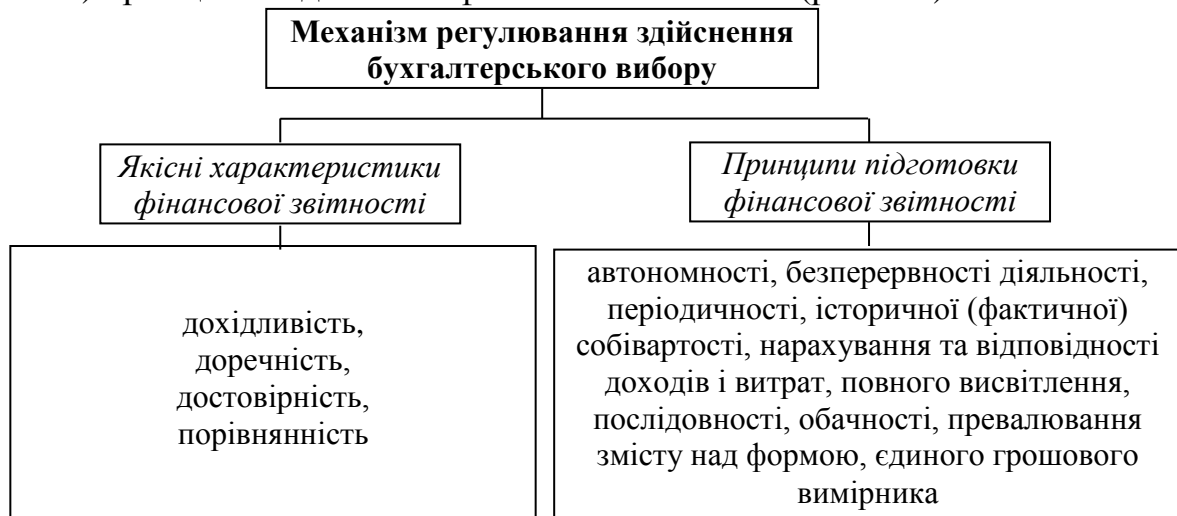 Механізм регулювання здійснення
бухгалтерського вибору
Якісні характеристики
фінансової звітності
Принципи підготовки
фінансової звітності
дохідливість,
доречність,
достовірність,
порівнянність
автономності, безперервності діяльності,
періодичності, історичної (фактичної)
собівартості, нарахування та відповідності
доходів і витрат, повного висвітлення,
послідовності, обачності, превалювання
змісту над формою, єдиного грошового
вимірника